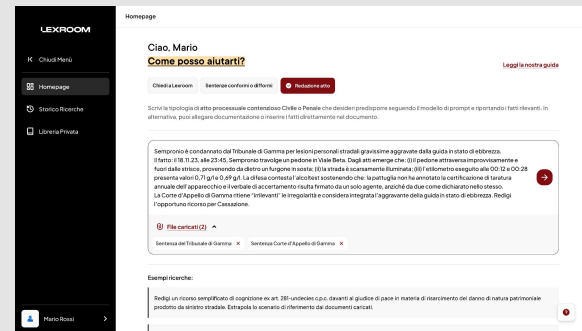 LEXROOM
Homepage
Chiudi Menù
Homepage
Storico Ricerche
Libreria Privata
Mario Rossi
Ciao, Mario
Come posso aiutarti?
Leggi la nostra guida
Chiedi a Lexroom
Sentenze conformi o difformi
Redazione atto
Scrivi la tipologia di atto processuale contenzioso Civile o Penale che desideri predisporre seguendo il modello di prompt e riportando i fatti rilevanti. In
alternativa, puoi allegare documentazione o inserire i fatti direttamente nel documento.
Sempronio è condannato dal Tribunale di Gamma per lesioni personali stradali gravissime aggravate dalla guida in stato di ebbrezza.
Il fatto: il 18.11.23, alle 23:45, Sempronio travolge un pedone in Viale Beta. Dagli atti emerge che: (i) il pedone attraversa improvvisamente e
fuori dalle strisce, provenendo da dietro un furgone in sosta; (ii) la strada è scarsamente illuminata; (iii) l'etilometro eseguito alle 00:12 e 00:28
presenta valori 0,71 g/l e 0,69 g/l. La difesa contesta l'alcoltest sostenendo che: la pattuglia non ha annotato la certificazione di taratura
annuale dell'apparecchio e il verbale di accertamento risulta firmato da un solo agente, anziché da due come dichiarato nello stesso.
La Corte d'Appello di Gamma ritiene "irrilevanti" le irregolarità e considera integrata l'aggravante della guida in stato di ebbrezza. Redigi
l'opportuno ricorso per Cassazione.
File caricati (2)
Sentenza del Tribunale di Gamma
Sentenza Corte d'Appello di Gamma
Esempi ricerche:
Redigi un ricorso semplificato di cognizione ex art. 281-undecies c.p.c. davanti al giudice di pace in materia di risarcimento del danno di natura patrimoniale
prodotto da sinistro stradale. Estrapola lo scenario di riferimento dai documenti caricati.